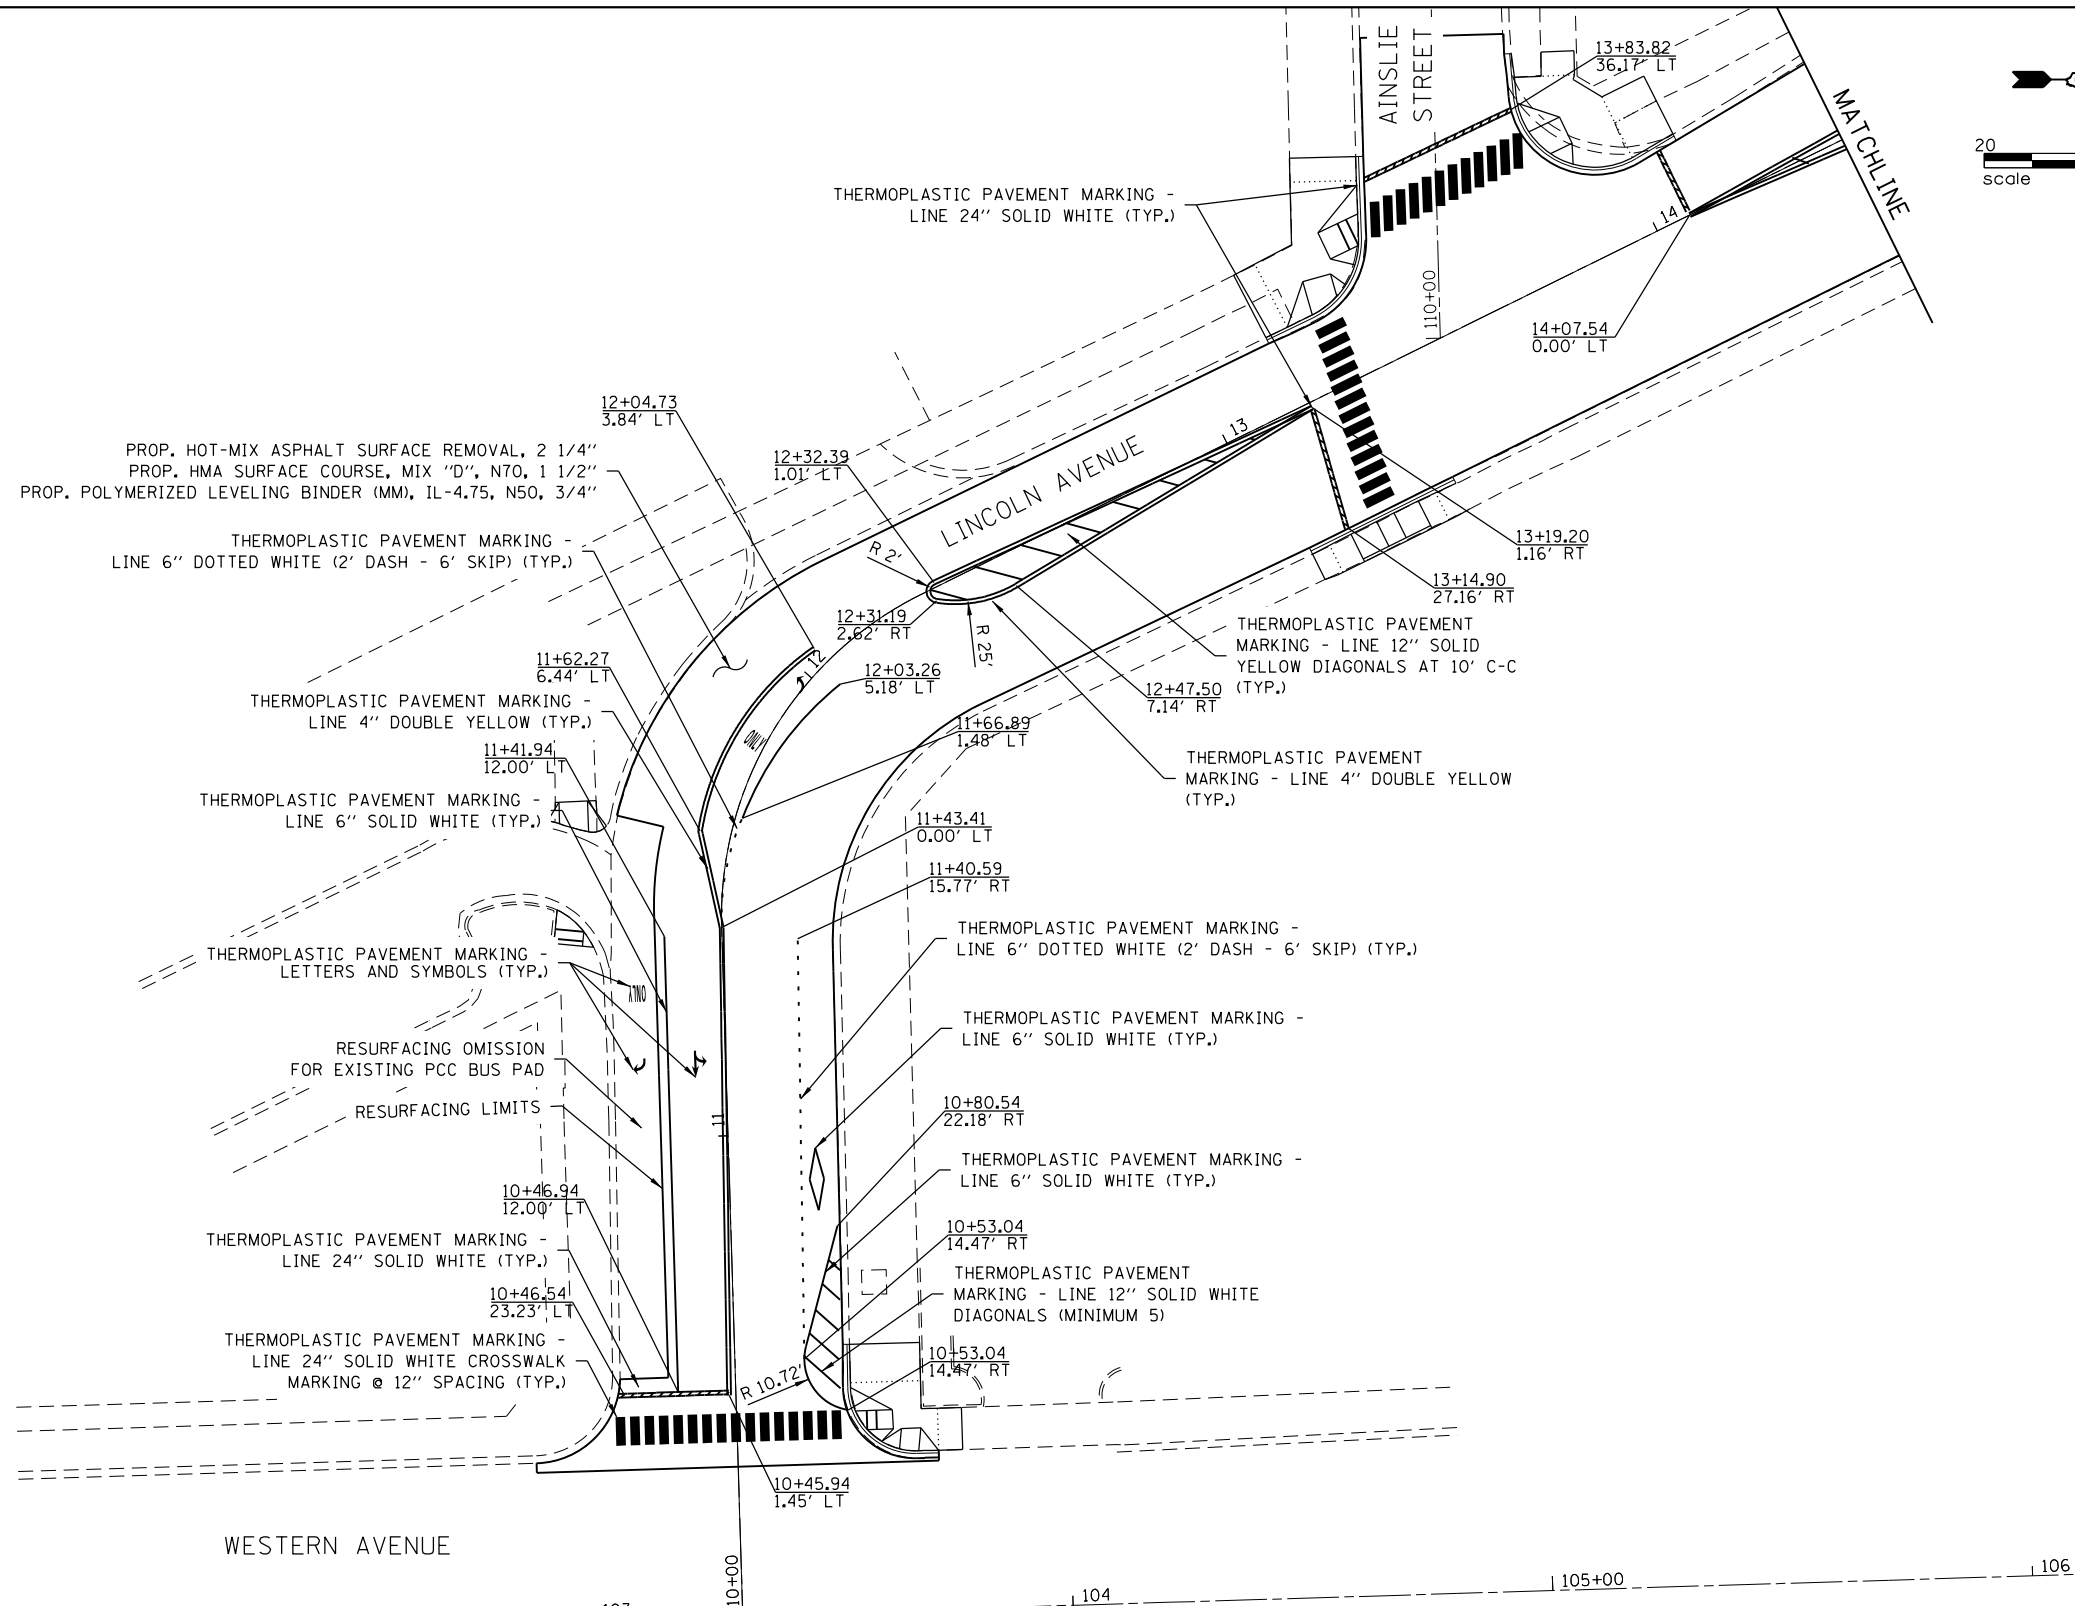 AINSLIE
STREET
13+83.82
36.17' LT
MATCHLINE
20
scale
THERMOPLASTIC PAVEMENT MARKING -
LINE 24'' SOLID WHITE (TYP.)
14
110+00
14+07.54
0.00' LT
12+04.73
3.84' LT
PROP. HOT-MIX ASPHALT SURFACE REMOVAL, 2 1/4''
PROP. HMA SURFACE COURSE, MIX ''D'', N70, 1 1/2''
PROP. POLYMERIZED LEVELING BINDER (MM), IL-4.75, N50, 3/4''
12+32.39
1.01' LT
13
LINCOLN AVENUE
THERMOPLASTIC PAVEMENT MARKING -
LINE 6'' DOTTED WHITE (2' DASH - 6' SKIP) (TYP.)
R 2'
13+19.20
1.16' RT
13+14.90
27.16' RT
12+31.19
2.62' RT
R 25'
THERMOPLASTIC PAVEMENT
MARKING - LINE 12'' SOLID
YELLOW DIAGONALS AT 10' C-C
(TYP.)
11+62.27
6.44' LT
12
12+03.26
5.18' LT
12+47.50
7.14' RT
THERMOPLASTIC PAVEMENT MARKING -
LINE 4'' DOUBLE YELLOW (TYP.)
ONLY
11+66.89
1.48' LT
11+41.94
12.00' LT
THERMOPLASTIC PAVEMENT
MARKING - LINE 4'' DOUBLE YELLOW
(TYP.)
THERMOPLASTIC PAVEMENT MARKING -
LINE 6'' SOLID WHITE (TYP.)
11+43.41
0.00' LT
11+40.59
15.77' RT
THERMOPLASTIC PAVEMENT MARKING -
LINE 6'' DOTTED WHITE (2' DASH - 6' SKIP) (TYP.)
THERMOPLASTIC PAVEMENT MARKING -
LETTERS AND SYMBOLS (TYP.)
ONLY
THERMOPLASTIC PAVEMENT MARKING -
LINE 6'' SOLID WHITE (TYP.)
RESURFACING OMISSION
FOR EXISTING PCC BUS PAD
RESURFACING LIMITS
11
10+80.54
22.18' RT
THERMOPLASTIC PAVEMENT MARKING -
LINE 6'' SOLID WHITE (TYP.)
10+46.94
12.00' LT
10+53.04
14.47' RT
THERMOPLASTIC PAVEMENT MARKING -
LINE 24'' SOLID WHITE (TYP.)
THERMOPLASTIC PAVEMENT
MARKING - LINE 12'' SOLID WHITE
DIAGONALS (MINIMUM 5)
10+46.54
23.23' LT
THERMOPLASTIC PAVEMENT MARKING -
LINE 24'' SOLID WHITE CROSSWALK
MARKING @ 12'' SPACING (TYP.)
10+53.04
14.47' RT
R 10.72'
10+45.94
1.45' LT
WESTERN AVENUE
10+00
104
105+00
106